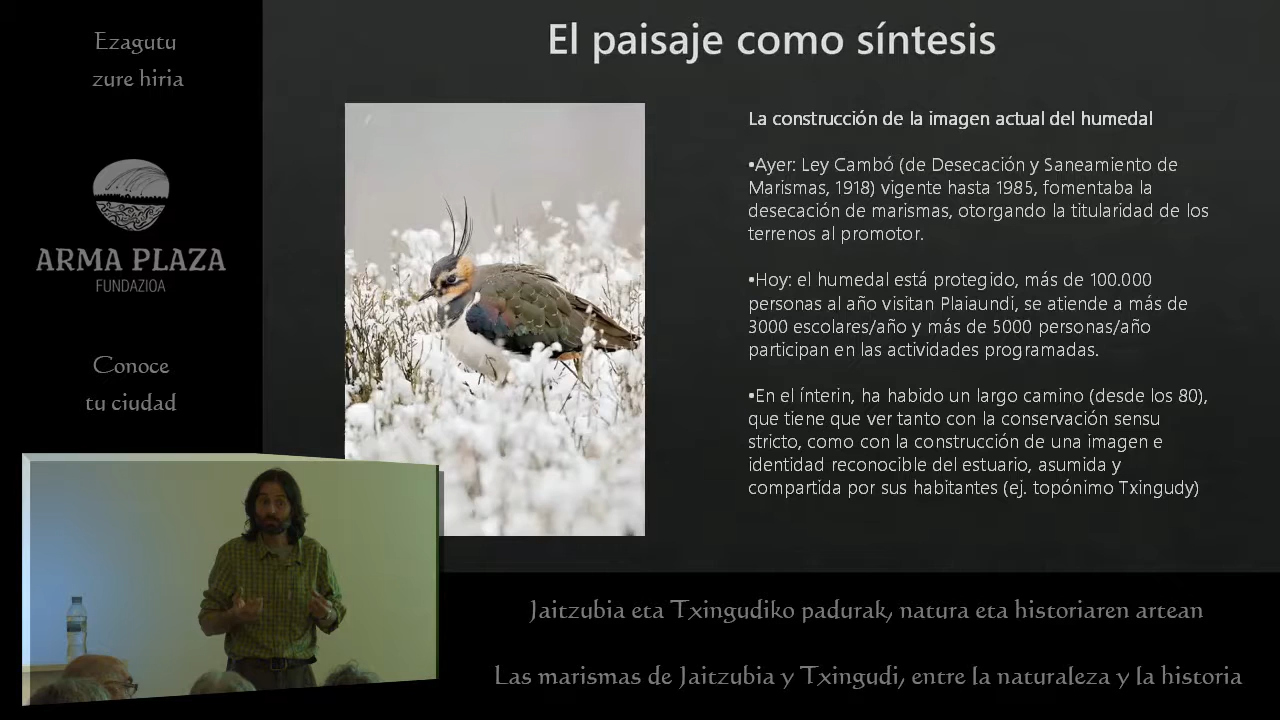 Ezagutu
zure hiria
ARMA PLAZA
FUNDAZIOA
Conoce
tu ciudad
El paisaje como síntesis
La construcción de la imagen actual del humedal
•Ayer: Ley Cambó (de Desecación y Saneamiento de
Marismas, 1918) vigente hasta 1985, fomentaba la
desecación de marismas, otorgando la titularidad de los
terrenos al promotor.
•Hoy: el humedal está protegido, más de 100.000
personas al año visitan Plaiaundi, se atiende a más de
3000 escolares/año y más de 5000 personas/año
participan en las actividades programadas.
•En el ínterin, ha habido un largo camino (desde los 80),
que tiene que ver tanto con la conservación sensu
stricto, como con la construcción de una imagen e
identidad reconocible del estuario, asumida y
compartida por sus habitantes (ej. topónimo Txingudy)
Jaitzubia eta Txingudiko padurak, natura eta historiaren artean
Las marismas de Jaitzubia y Txingudi, entre la naturaleza y la historia